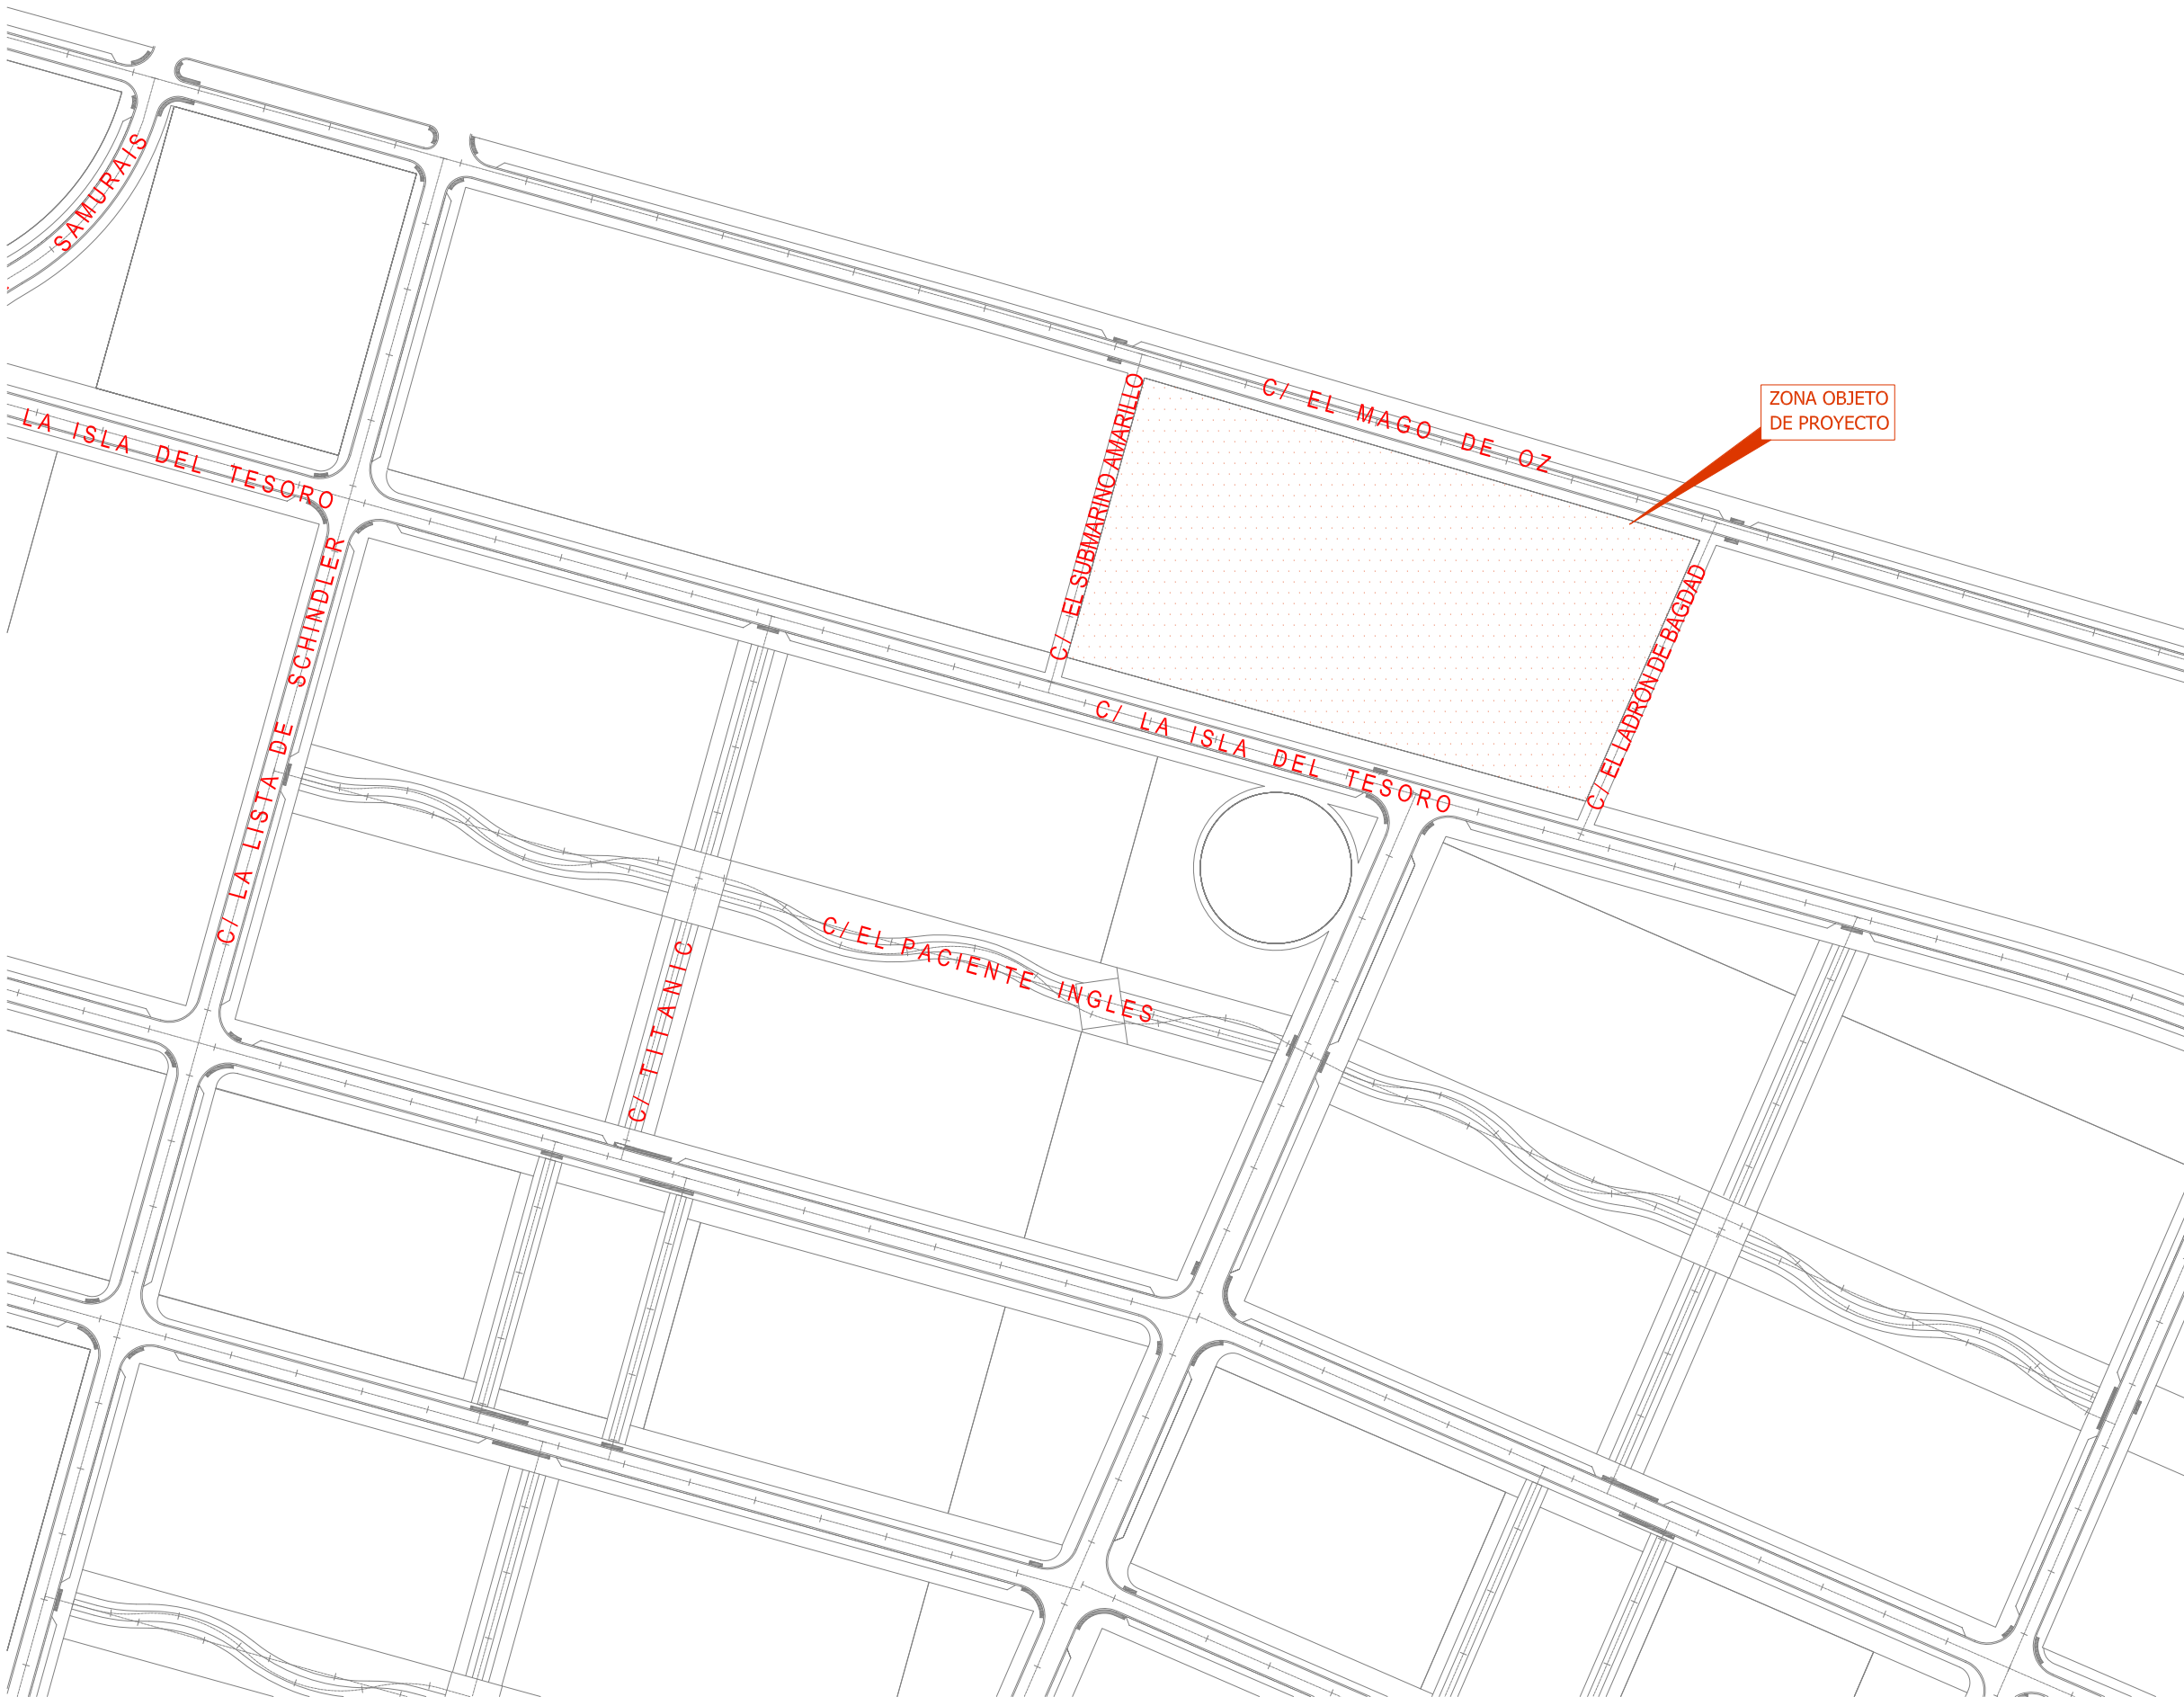 SAMURAIS
C/ EL MAGO DE OZ
ZONA OBJETO
DE PROYECTO
LA ISLA DEL TESORO
C/ EL SUBMARINO AMARILLO
C/ EL LADRÓN DE BAGDAD
C/ LA LISTA DE SCHINDLER
C/ LA ISLA DEL TESORO
C/ EL PACIENTE INGLES
C/ TITANIC